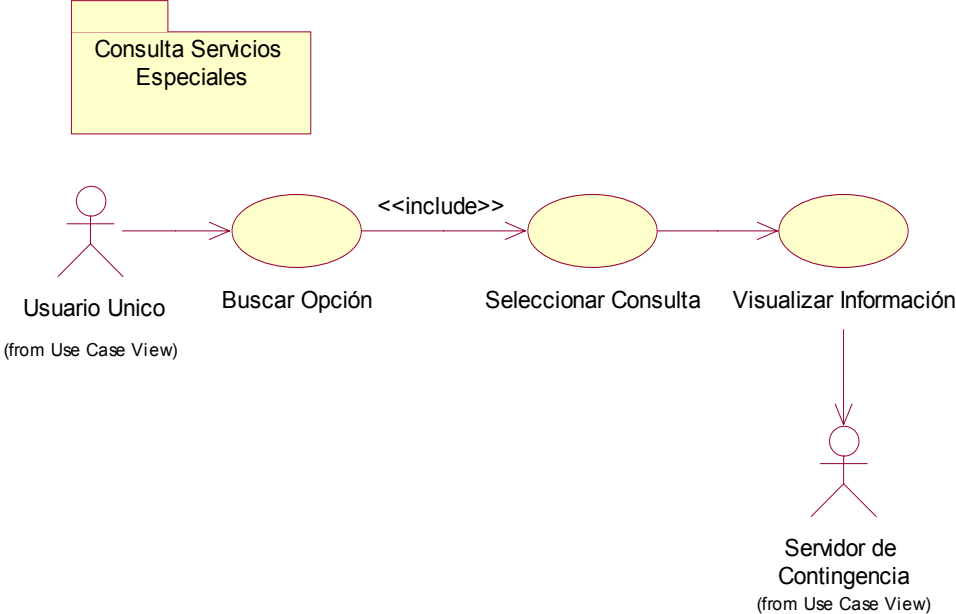 Consulta Servicios
Especiales
<<include>>
Usuario Unico
(from Use Case View)
Buscar Opción
Seleccionar Consulta
Visualizar Información
Servidor de
Contingencia
(from Use Case View)